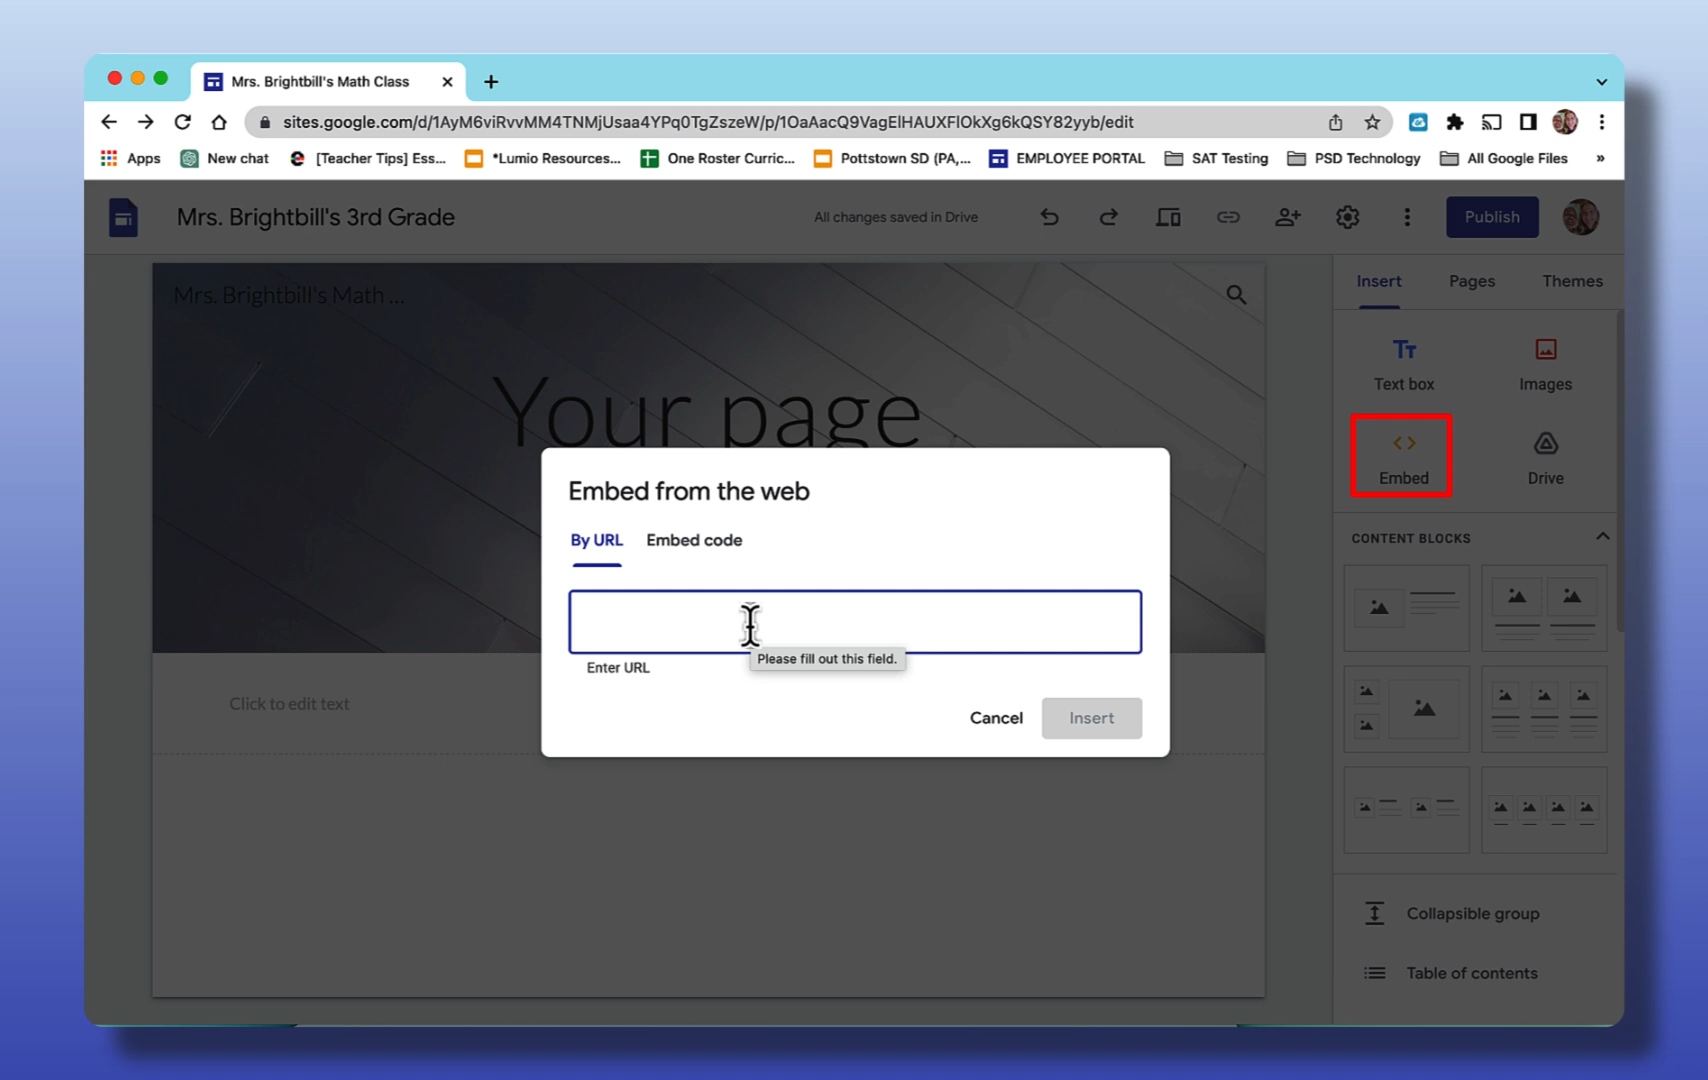 Mrs. Brightbill's Math Class
sites.google.com/d/1AyM6viRvvMM4TNMjUsaa4YPq0TgZszeW/p/1OaAacQ9VagElHAUXFlOkXg6kQSY82yyb/edit
Apps New chat [Teacher Tips] Ess... *Lumio Resources... One Roster Curric... Pottstown SD (PA,... EMPLOYEE PORTAL SAT Testing PSD Technology All Google Files »
Mrs. Brightbill's 3rd Grade All changes saved in Drive Publish
Insert Pages Themes
Mrs. Brightbill's Math ...
Your page
Tt
Text box Images
<> 
Embed Drive
Embed from the web
By URL Embed code
Please fill out this field.
Enter URL
Cancel Insert
Click to edit text
CONTENT BLOCKS
Collapsible group
Table of contents